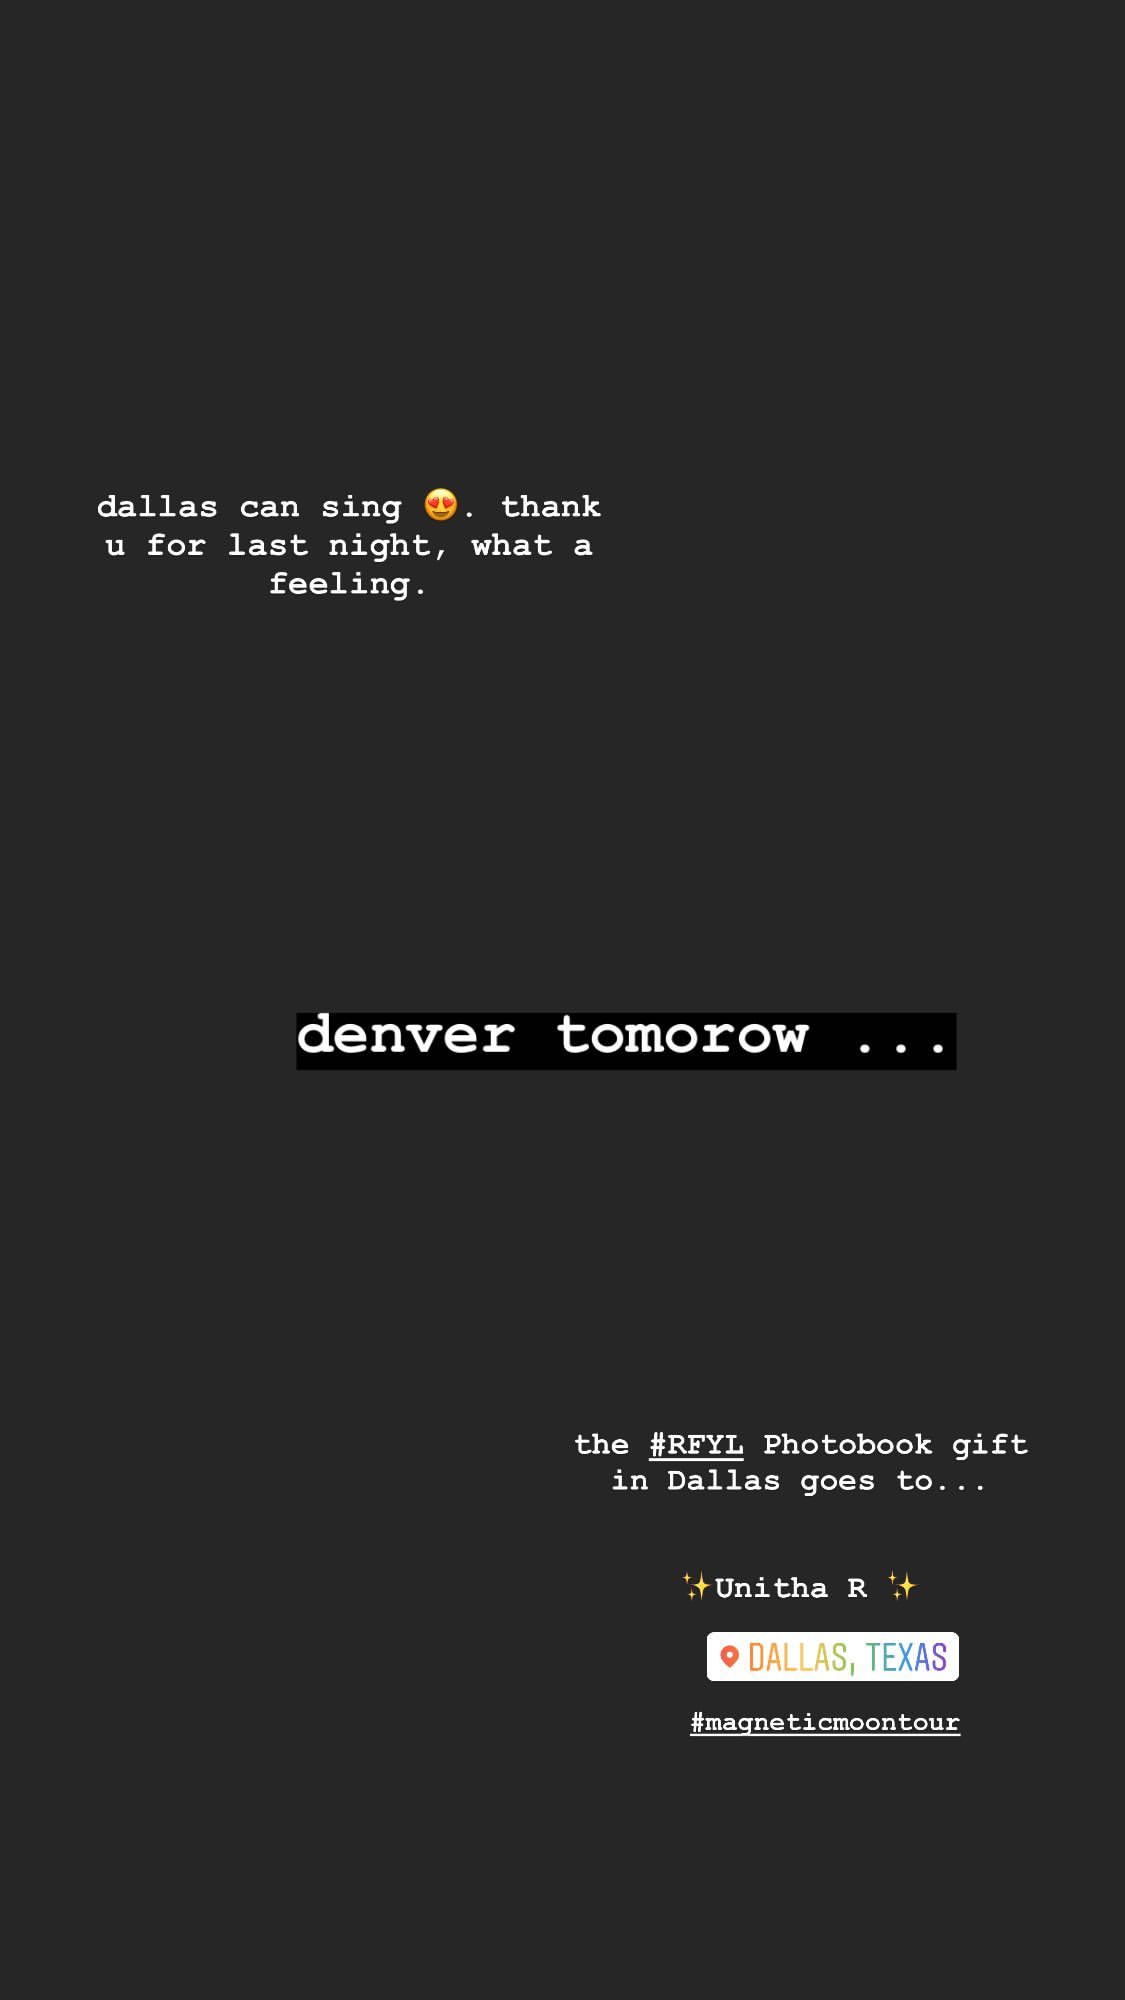 dallas can sing 😍. thank
u for last night, what a
feeling.
denver tomorow ...
the #RFYL Photobook gift
in Dallas goes to...
✨Unitha R ✨
DALLAS, TEXAS
#magneticmoontour